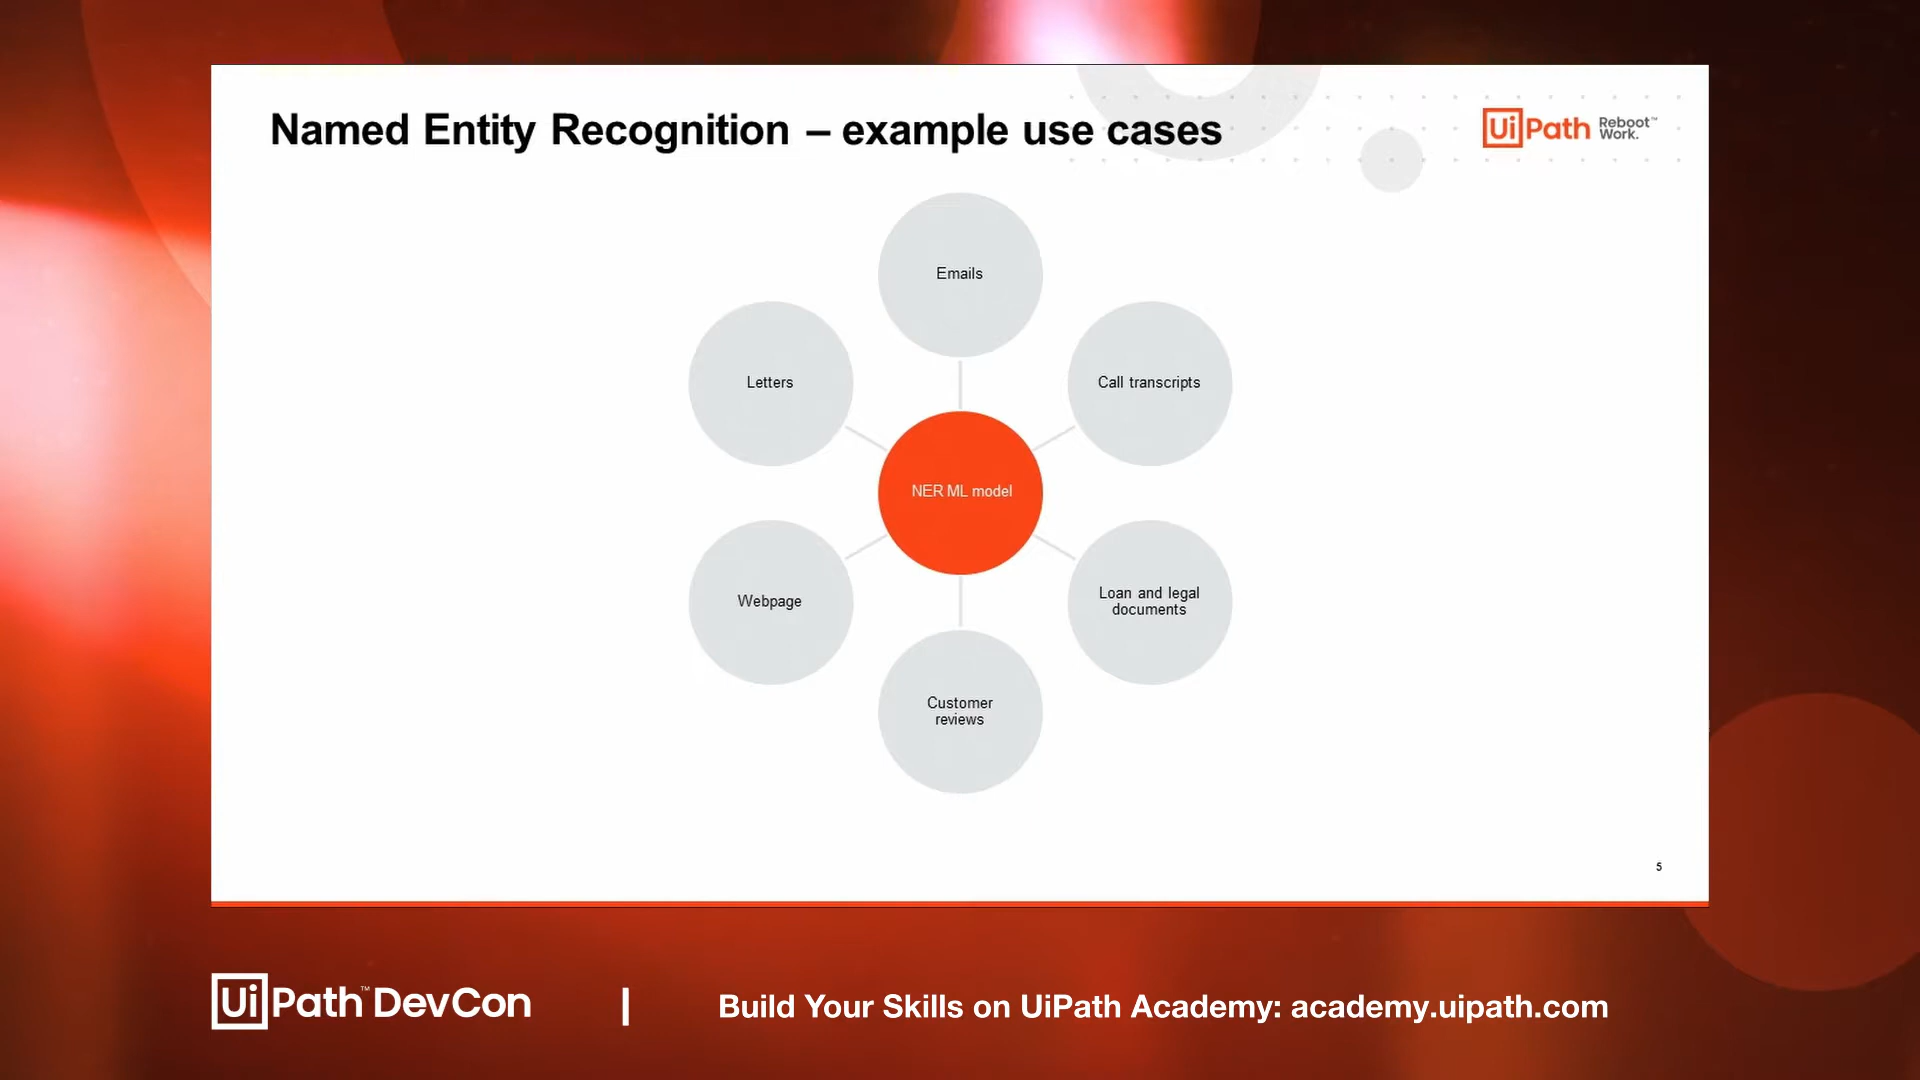 Named Entity Recognition – example use cases
UiPath Reboot™
Work.
Emails
Letters
Call transcripts
NER ML model
Webpage
Loan and legal
documents
Customer
reviews
5
UiPath™ DevCon | Build Your Skills on UiPath Academy: academy.uipath.com